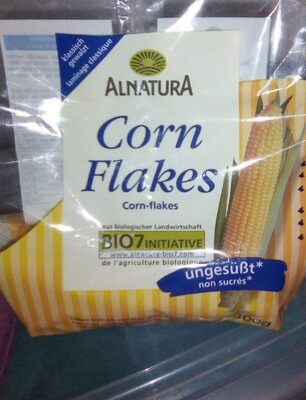 klassisch
gewalzt
laminage classique
ALNATURA
Corn
Flakes
Corn-flakes
aus biologischer Landwirtschaft
BIO7 INITIATIVE
www.alnatura-bio7.com
de l'agriculture biologique
ungesüßt*
non sucrés*